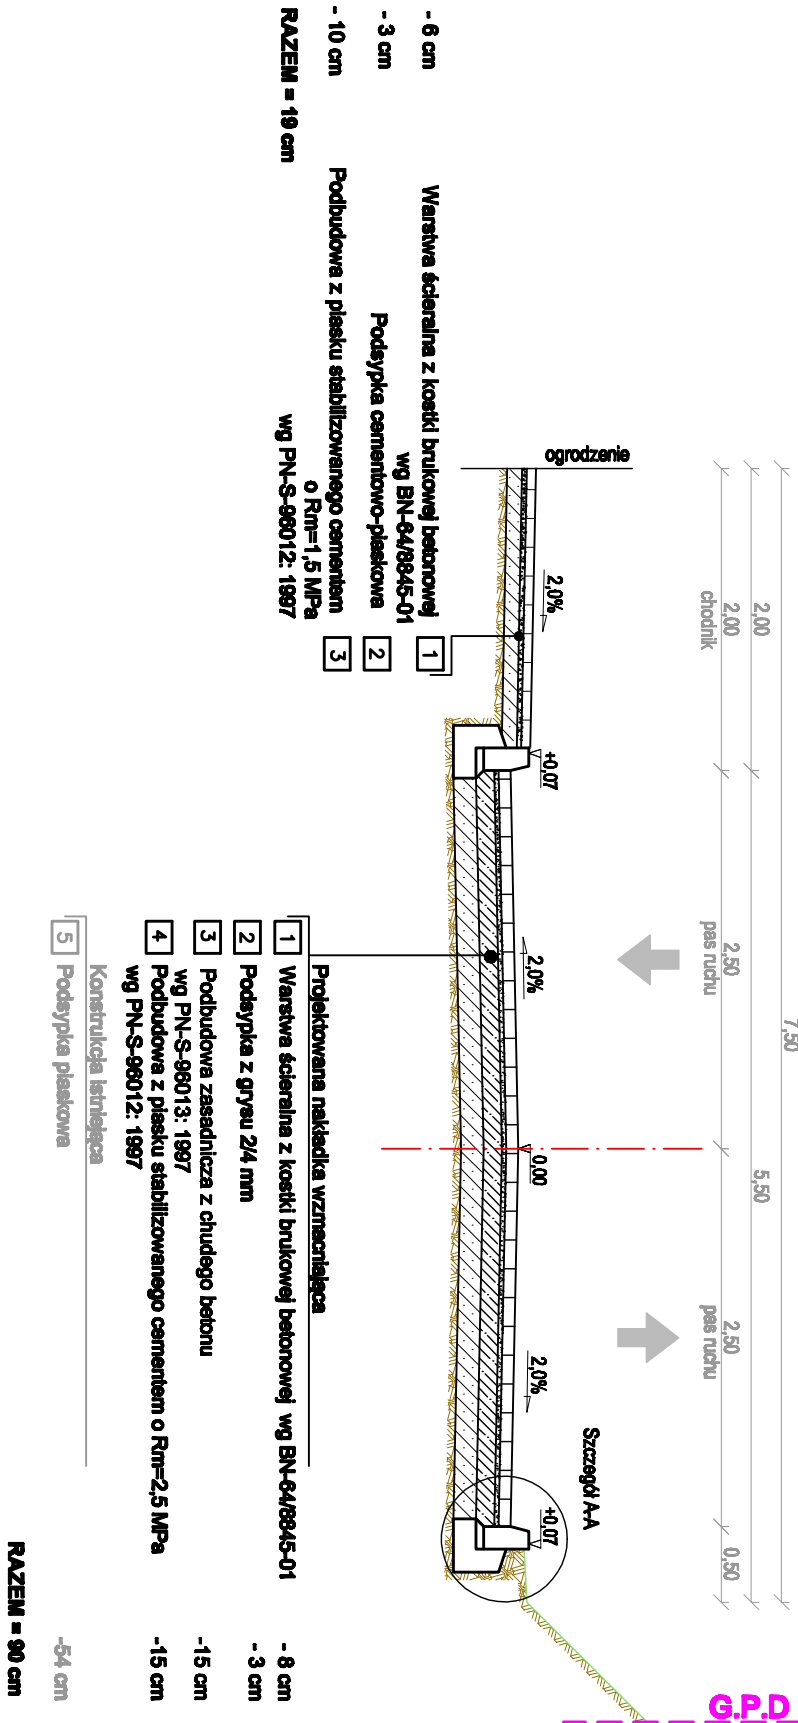 7,50
2,00
5,50
2,00
2,50
2,50
0,50
chodnik
pas ruchu
pas ruchu
ogrodzenie
Szczegół A-A
2,0%
+0,07
2,0%
0,00
2,0%
+0,07
G.P.D
- 6 cm
Warstwa ścieralna z kostki brukowej betonowej
wg BN-64/8845-01
1
- 3 cm
Podsypka cementowo-piaskowa
2
- 10 cm
Podbudowa z piasku stabilizowanego cementem
o Rm=1,5 MPa
3
RAZEM = 19 cm
wg PN-S-96012: 1997
Projektowana nakładka wzmacniająca
1 Warstwa ścieralna z kostki brukowej betonowej wg BN-64/8845-01 - 8 cm
2 Podsypka z grysu 2/4 mm - 3 cm
3 Podbudowa zasadnicza z chudego betonu -15 cm
wg PN-S-96013: 1997
4 Podbudowa z piasku stabilizowanego cementem o Rm=2,5 MPa -15 cm
wg PN-S-96012: 1997
Konstrukcja istniejąca
5 Podsypka piaskowa -54 cm
RAZEM = 90 cm